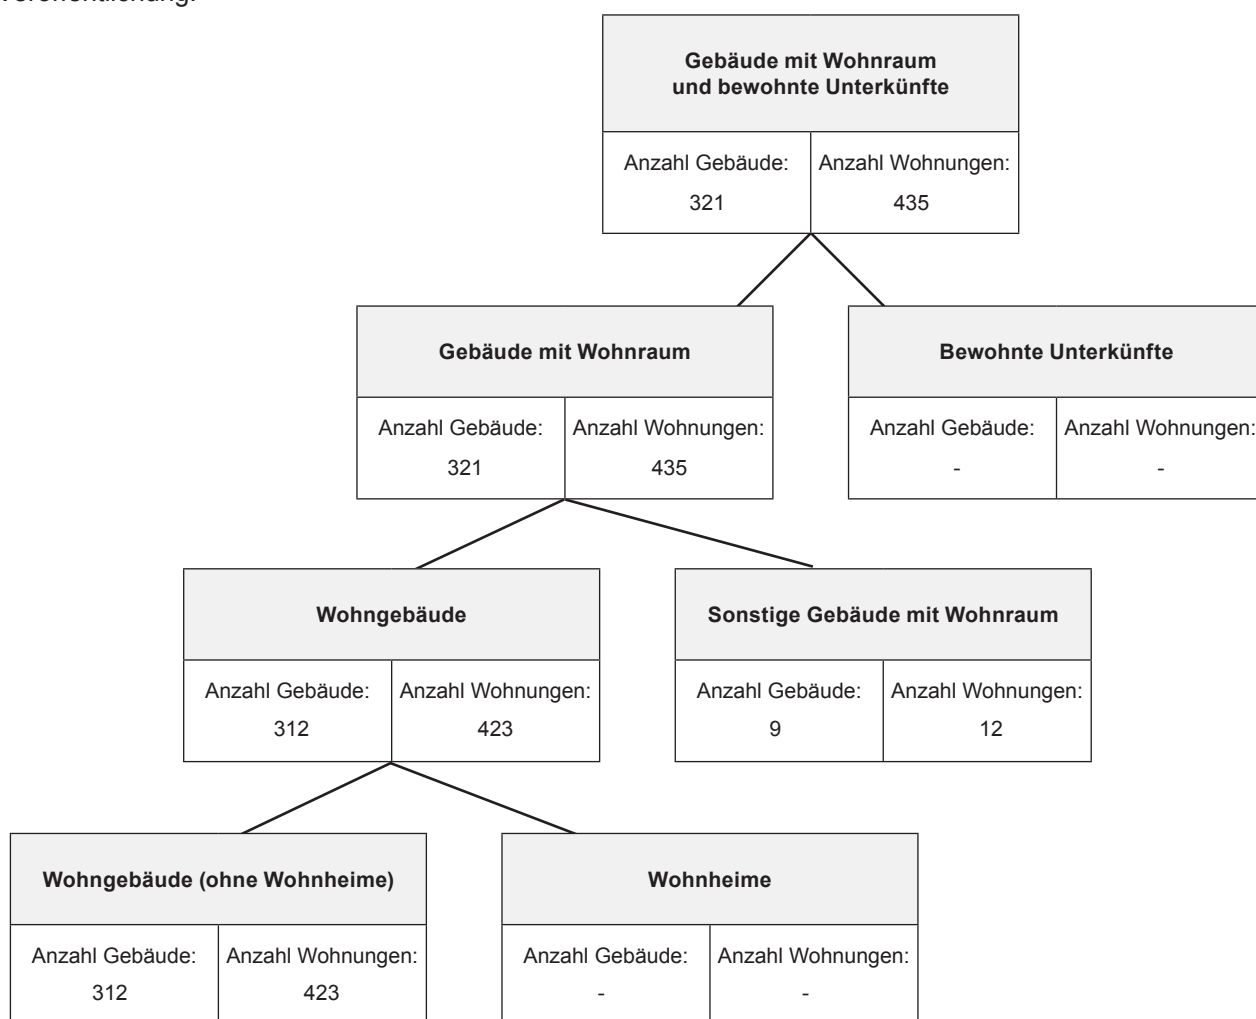 Veröffentlichung.
Gebäude mit Wohnraum
und bewohnte Unterkünfte
Anzahl Gebäude: Anzahl Wohnungen:
321 435
Gebäude mit Wohnraum
Anzahl Gebäude: Anzahl Wohnungen:
321 435
Bewohnte Unterkünfte
Anzahl Gebäude: Anzahl Wohnungen:
- -
Wohngebäude
Anzahl Gebäude: Anzahl Wohnungen:
312 423
Sonstige Gebäude mit Wohnraum
Anzahl Gebäude: Anzahl Wohnungen:
9 12
Wohngebäude (ohne Wohnheime)
Anzahl Gebäude: Anzahl Wohnungen:
312 423
Wohnheime
Anzahl Gebäude: Anzahl Wohnungen:
- -